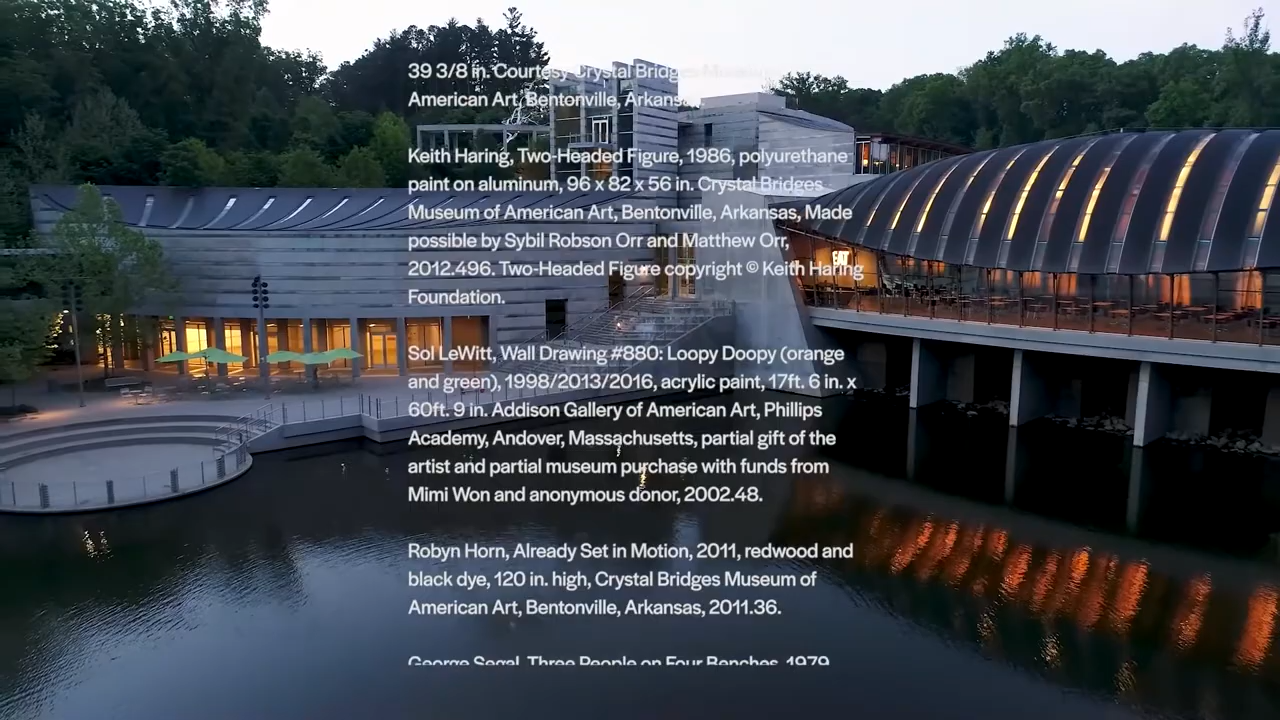 39 3/8 in. Courtesy Crystal Bridges Museum
American Art, Bentonville, Arkansas
Keith Haring, Two-Headed Figure, 1986, polyurethane
paint on aluminum, 96 x 82 x 56 in. Crystal Bridges
Museum of American Art, Bentonville, Arkansas, Made
possible by Sybil Robson Orr and Matthew Orr,
2012.496. Two-Headed Figure copyright © Keith Haring
Foundation.
EAT
Sol LeWitt, Wall Drawing #880: Loopy Doopy (orange
and green), 1998/2013/2016, acrylic paint, 17ft. 6 in. x
60ft. 9 in. Addison Gallery of American Art, Phillips
Academy, Andover, Massachusetts, partial gift of the
artist and partial museum purchase with funds from
Mimi Won and anonymous donor, 2002.48.
Robyn Horn, Already Set in Motion, 2011, redwood and
black dye, 120 in. high, Crystal Bridges Museum of
American Art, Bentonville, Arkansas, 2011.36.
George Segal, Three People on Four Benches, 1979